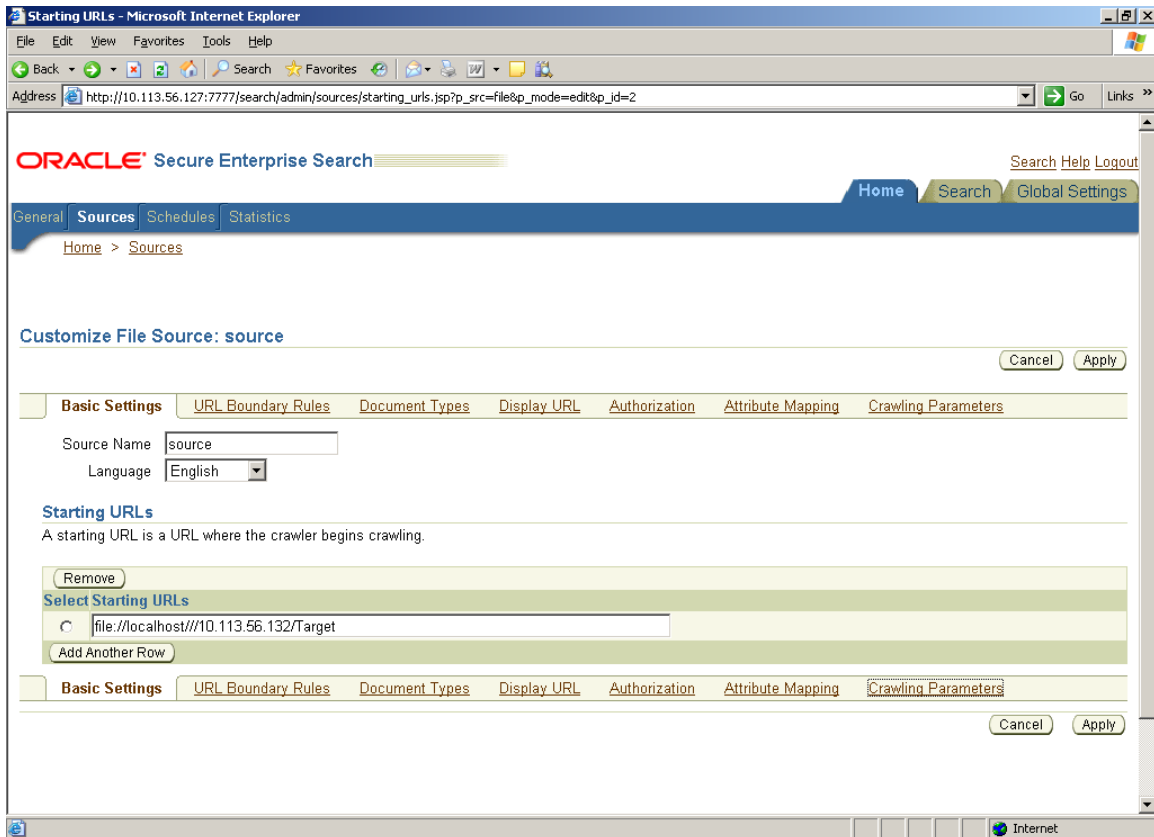 Starting URLs - Microsoft Internet Explorer
File Edit View Favorites Tools Help
Back Search Favorites
Address http://10.113.56.127:7777/search/admin/sources/starting_urls.jsp?p_src=file&p_mode=edit&p_id=2 Go Links »
ORACLE Secure Enterprise Search
Search Help Logout
Home Search Global Settings
General Sources Schedules Statistics
Home > Sources
Customize File Source: source
Cancel Apply
Basic Settings URL Boundary Rules Document Types Display URL Authorization Attribute Mapping Crawling Parameters
Source Name source
Language English
Starting URLs
A starting URL is a URL where the crawler begins crawling.
Remove
Select Starting URLs
file://localhost///10.113.56.132/Target
Add Another Row
Basic Settings URL Boundary Rules Document Types Display URL Authorization Attribute Mapping Crawling Parameters
Cancel Apply
Internet